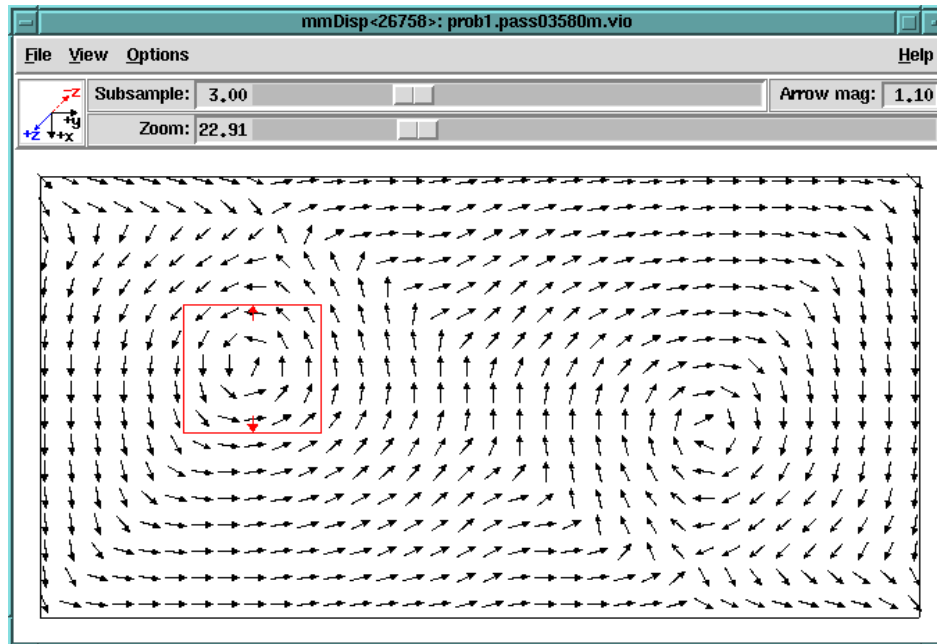 mmDisp<26758>: prob1.pass03580m.vio
File View Options Help
-z Subsample: 3.00 Arrow mag: 1.10
+y
+z +x Zoom: 22.91